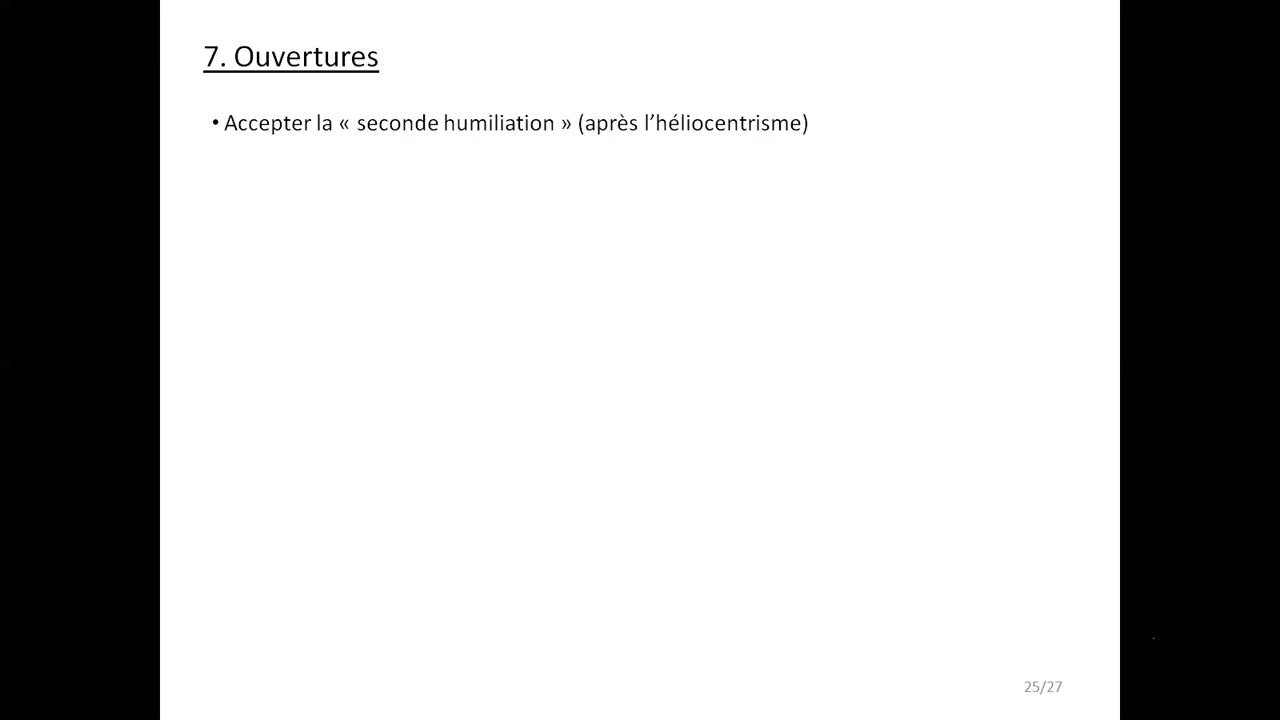 7. Ouvertures
• Accepter la « seconde humiliation » (après l’héliocentrisme)
25/27